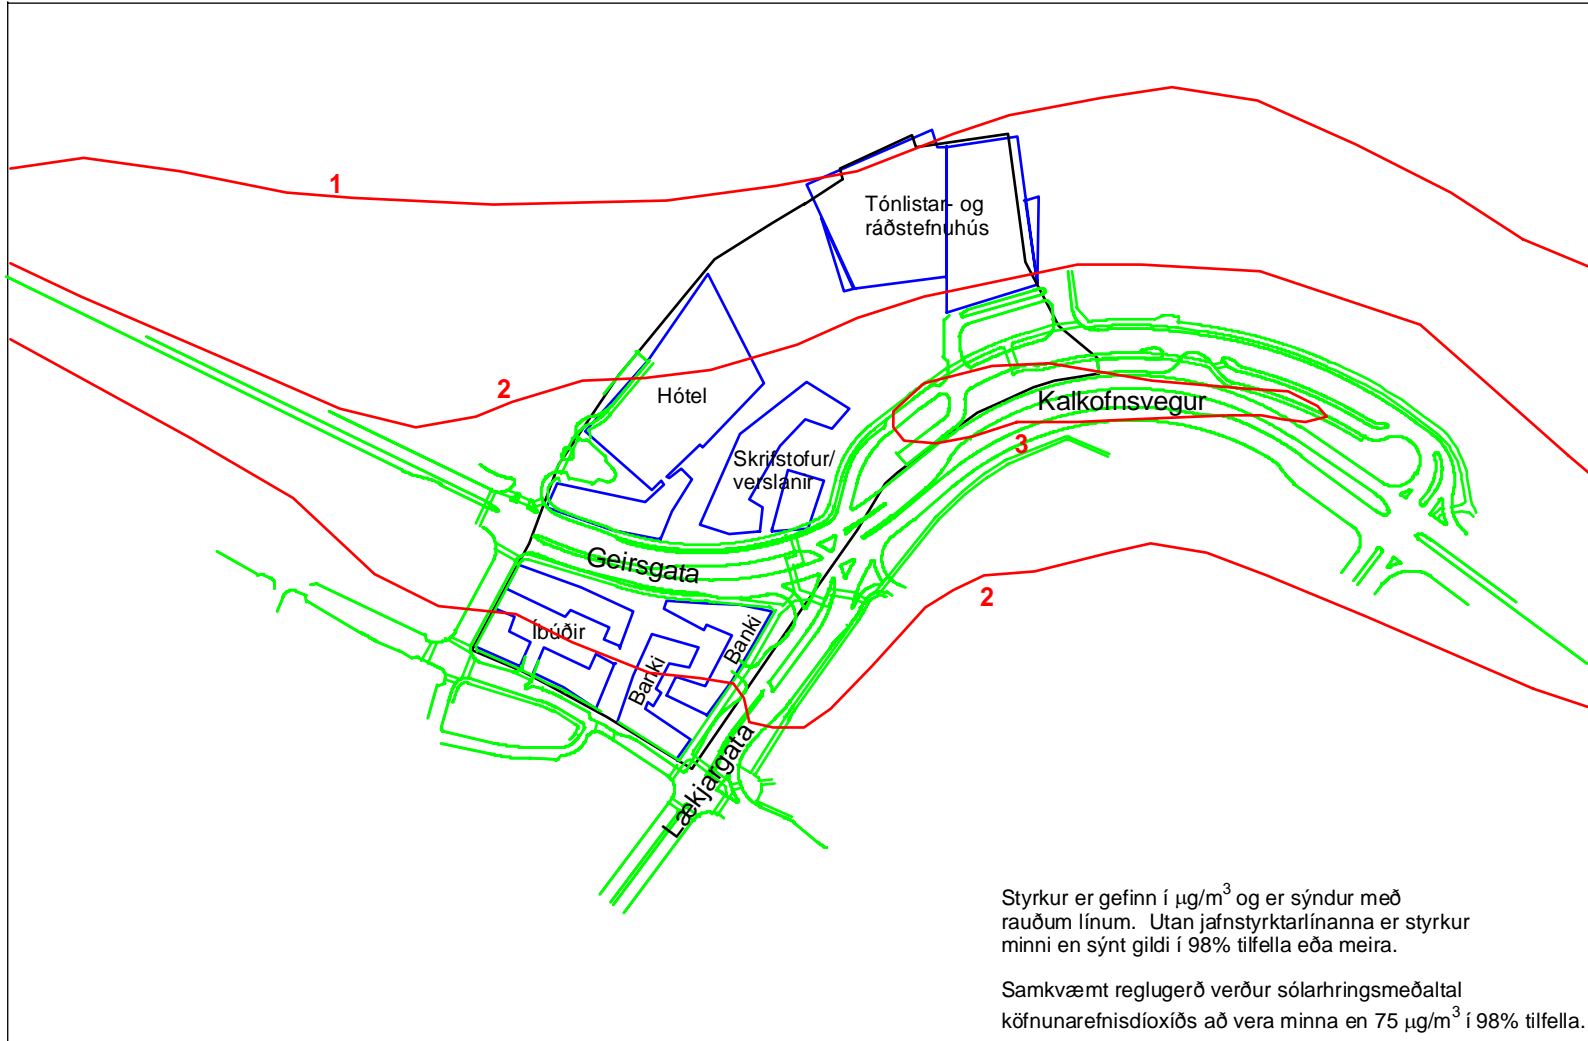 1
Tónlistar- og
ráðstefnuhús
2
Hótel
Kalkofnsvegur
3
Skrifstofur/
verslanir
Geirsgata
2
Íbúðir
Banki
Banki
Lækjargata
Styrkur er gefinn í µg/m³ og er sýndur með
rauðum línum. Utan jafnstyrktarlínanna er styrkur
minni en sýnt gildi í 98% tilfella eða meira.
Samkvæmt reglugerð verður sólarhringsmeðaltal
köfnunarefnisdíoxíðs að vera minna en 75 µg/m³ í 98% tilfella.